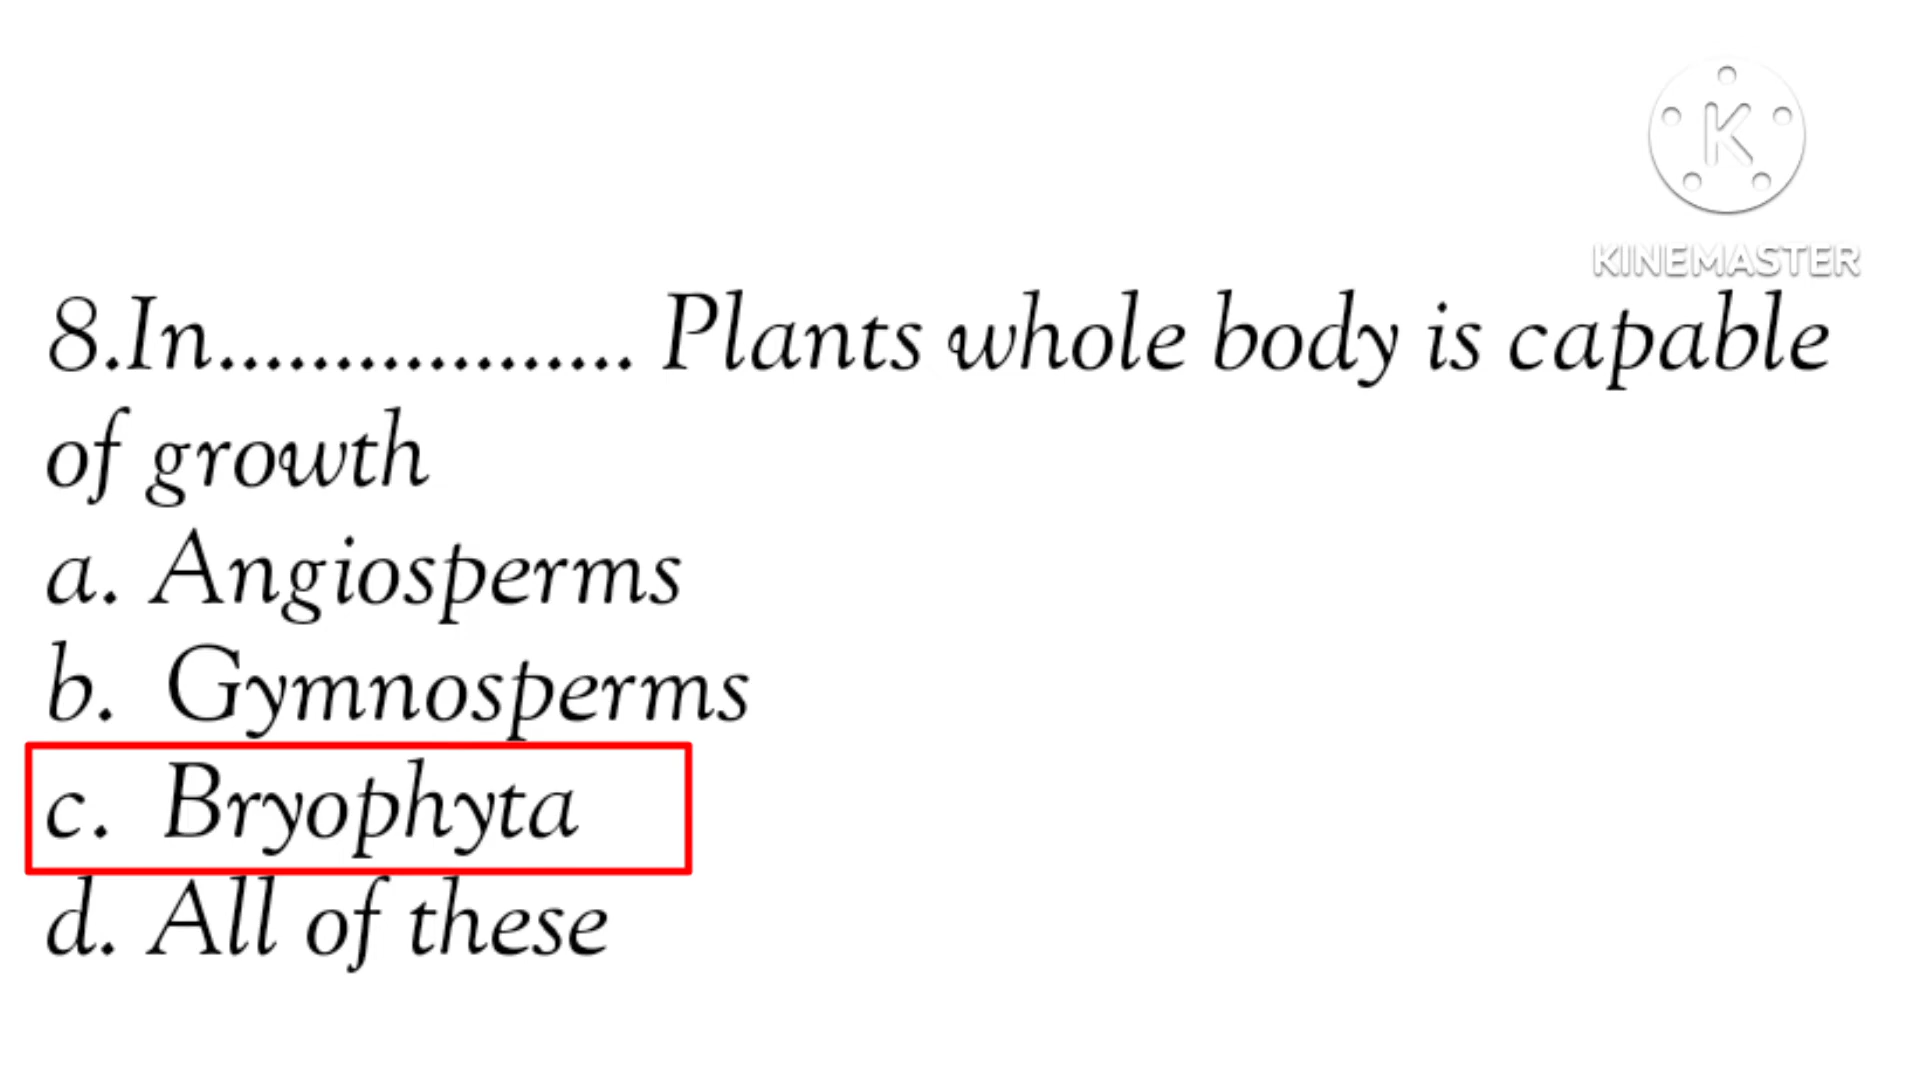 K
KINEMASTER
8.In.................. Plants whole body is capable
of growth
a. Angiosperms
b. Gymnosperms
c. Bryophyta
d. All of these